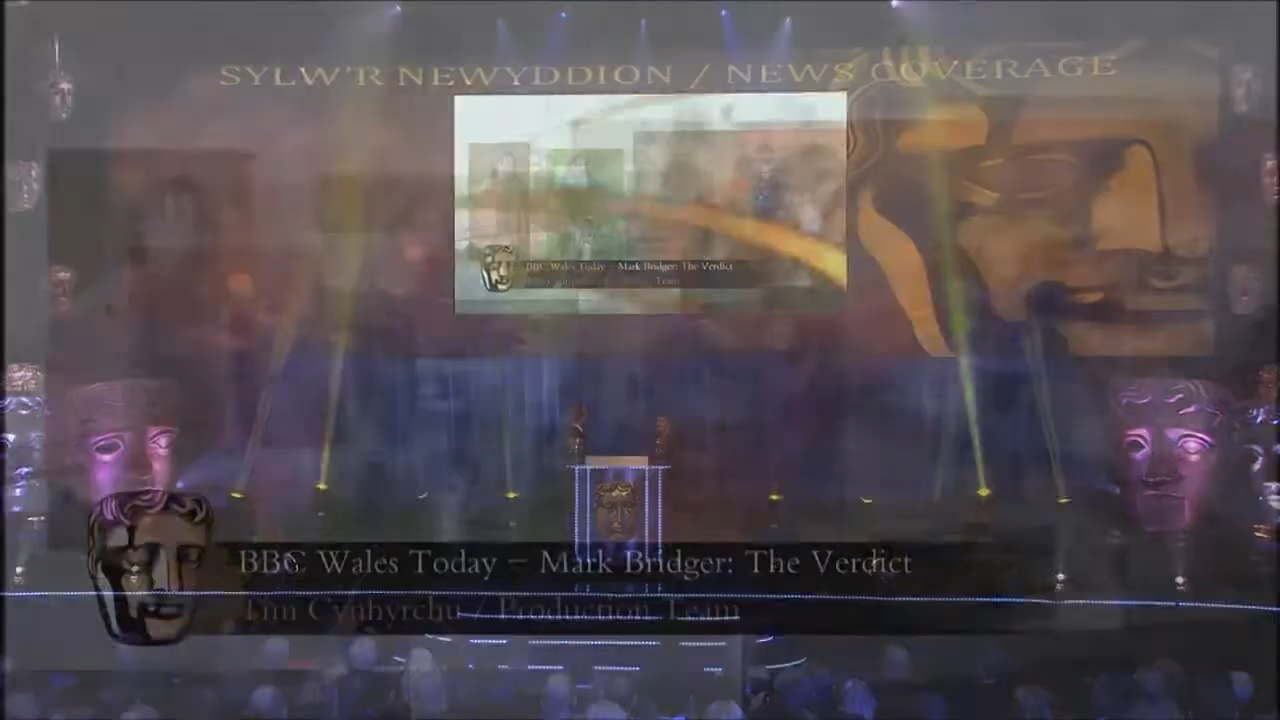 SYLW'R NEWYDDION / NEWS COVERAGE
BBC Wales Today – Mark Bridger: The Verdict
Team
BBC Wales Today – Mark Bridger: The Verdict
Tîm Cynhyrchu / Production Team